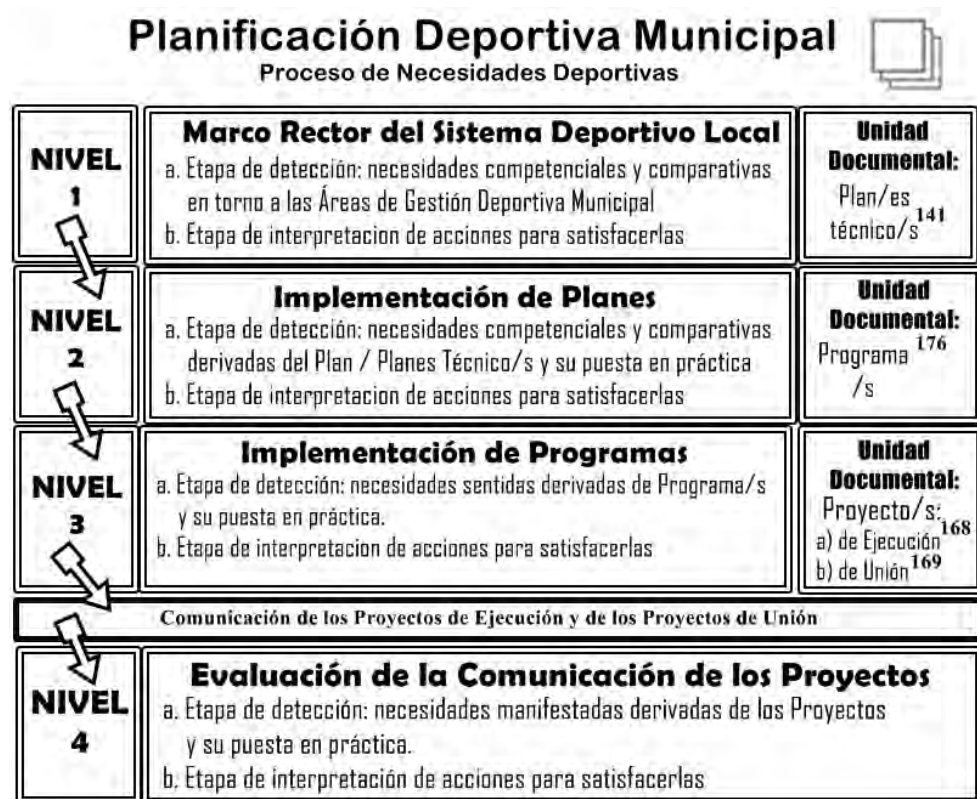 Planificación Deportiva Municipal
Proceso de Necesidades Deportivas
NIVEL
1
Marco Rector del Sistema Deportivo Local
a. Etapa de detección: necesidades competenciales y comparativas
en torno a las Áreas de Gestión Deportiva Municipal
b. Etapa de interpretacion de acciones para satisfacerlas
Unidad
Documental:
Plan/es
técnico/s 141
NIVEL
2
Implementación de Planes
a. Etapa de detección: necesidades competenciales y comparativas
derivadas del Plan / Planes Técnico/s y su puesta en práctica
b. Etapa de interpretacion de acciones para satisfacerlas
Unidad
Documental:
Programa 176
/s
NIVEL
3
Implementación de Programas
a. Etapa de detección: necesidades sentidas derivadas de Programa/s
y su puesta en práctica.
b. Etapa de interpretacion de acciones para satisfacerlas
Unidad
Documental:
Proyecto/s:
a) de Ejecución 168
b) de Unión 169
Comunicación de los Proyectos de Ejecución y de los Proyectos de Unión
NIVEL
4
Evaluación de la Comunicación de los Proyectos
a. Etapa de detección: necesidades manifestadas derivadas de los Proyectos
y su puesta en práctica.
b. Etapa de interpretación de acciones para satisfacerlas